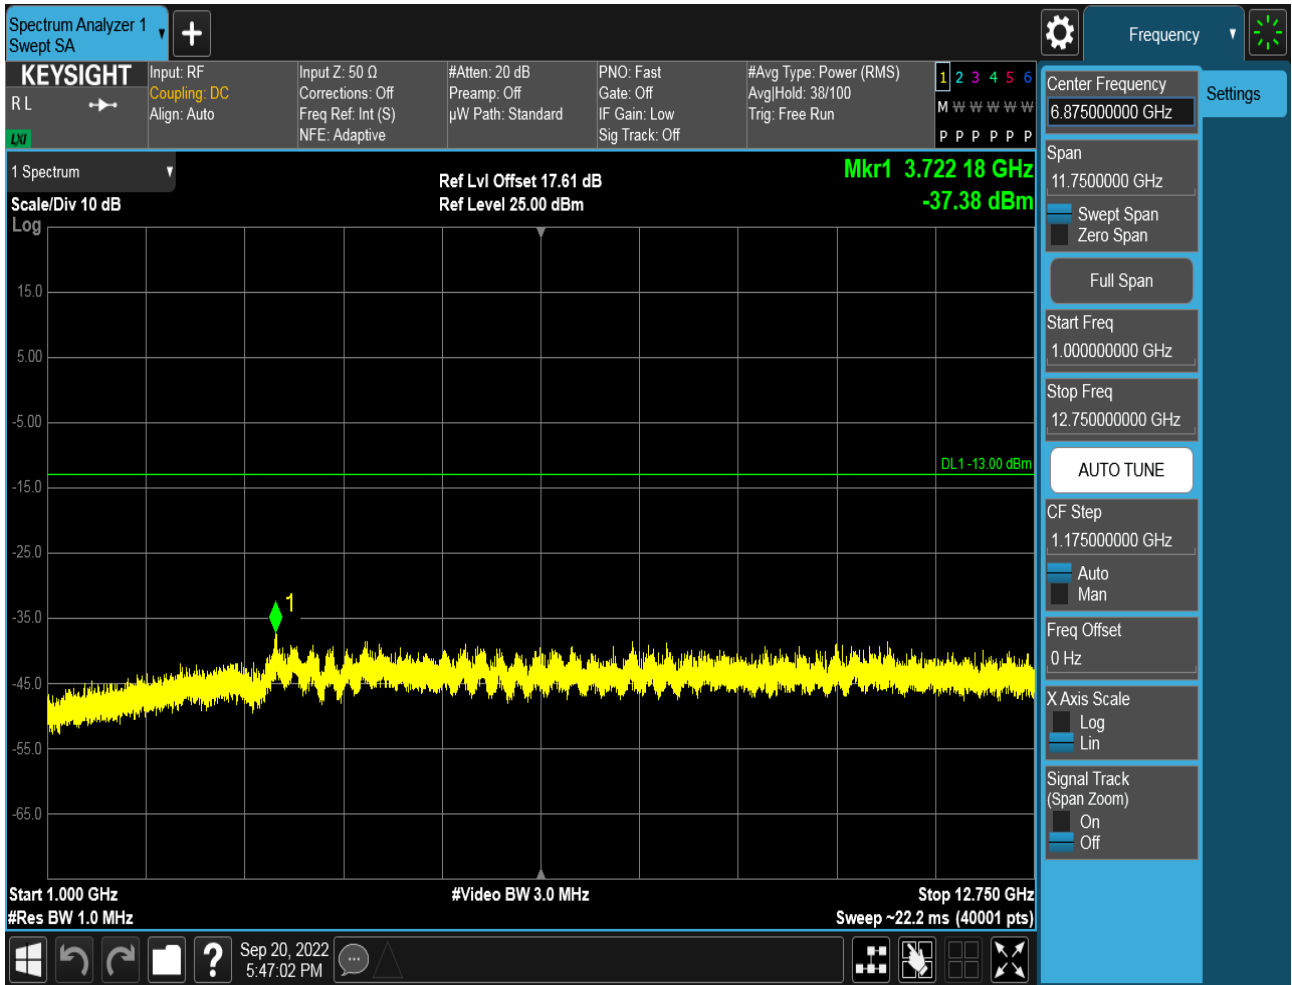 Spectrum Analyzer 1
Swept SA
Frequency
KEYSIGHT
R L
LXI
Input: RF
Coupling: DC
Align: Auto
Input Z: 50 Ω
Corrections: Off
Freq Ref: Int (S)
NFE: Adaptive
#Atten: 20 dB
Preamp: Off
µW Path: Standard
PNO: Fast
Gate: Off
IF Gain: Low
Sig Track: Off
#Avg Type: Power (RMS)
Avg|Hold: 38/100
Trig: Free Run
1 2 3 4 5 6
M W W W W W
P P P P P P
1 Spectrum
Scale/Div 10 dB
Log
Ref Lvl Offset 17.61 dB
Ref Level 25.00 dBm
Mkr1 3.722 18 GHz
-37.38 dBm
15.0
5.00
-5.00
-15.0
-25.0
-35.0
-45.0
-55.0
-65.0
DL1 -13.00 dBm
1
Start 1.000 GHz
#Res BW 1.0 MHz
#Video BW 3.0 MHz
Stop 12.750 GHz
Sweep ~22.2 ms (40001 pts)
Center Frequency
6.875000000 GHz
Settings
Span
11.7500000 GHz
Swept Span
Zero Span
Full Span
Start Freq
1.000000000 GHz
Stop Freq
12.750000000 GHz
AUTO TUNE
CF Step
1.175000000 GHz
Auto
Man
Freq Offset
0 Hz
X Axis Scale
Log
Lin
Signal Track
(Span Zoom)
On
Off
?
Sep 20, 2022
5:47:02 PM